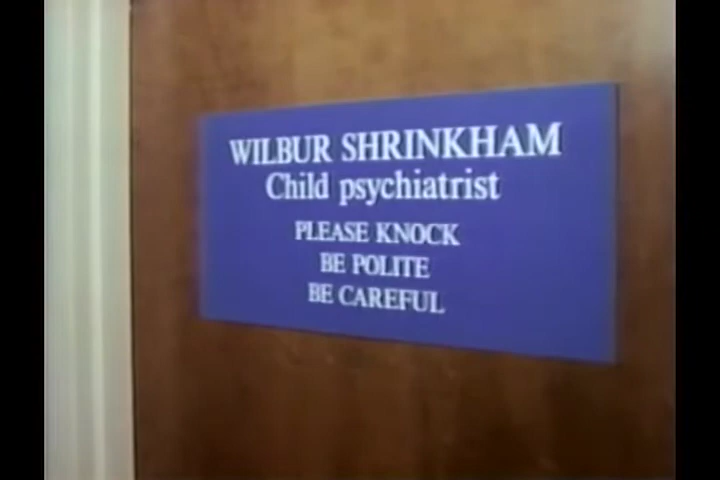 WILBUR SHRINKHAM
Child psychiatrist
PLEASE KNOCK
BE POLITE
BE CAREFUL